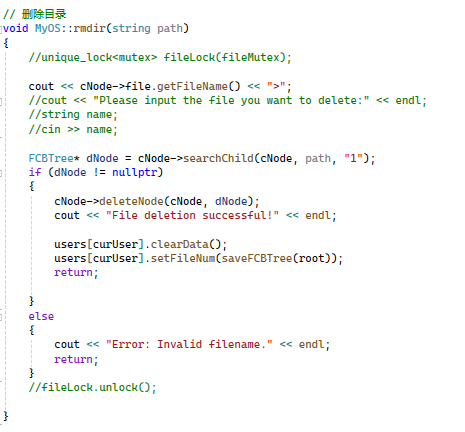 // 删除目录
void MyOS::rmdir(string path)
{
    //unique_lock<mutex> fileLock(fileMutex);

    cout << cNode->file.getFileName() << ">";
    //cout << "Please input the file you want to delete:" << endl;
    //string name;
    //cin >> name;

    FCBTree* dNode = cNode->searchChild(cNode, path, "1");
    if (dNode != nullptr)
    {
        cNode->deleteNode(cNode, dNode);
        cout << "File deletion successful!" << endl;

        users[curUser].clearData();
        users[curUser].setFileNum(saveFCBTree(root));
        return;

    }
    else
    {
        cout << "Error: Invalid filename." << endl;
        return;
    }
    //fileLock.unlock();

}